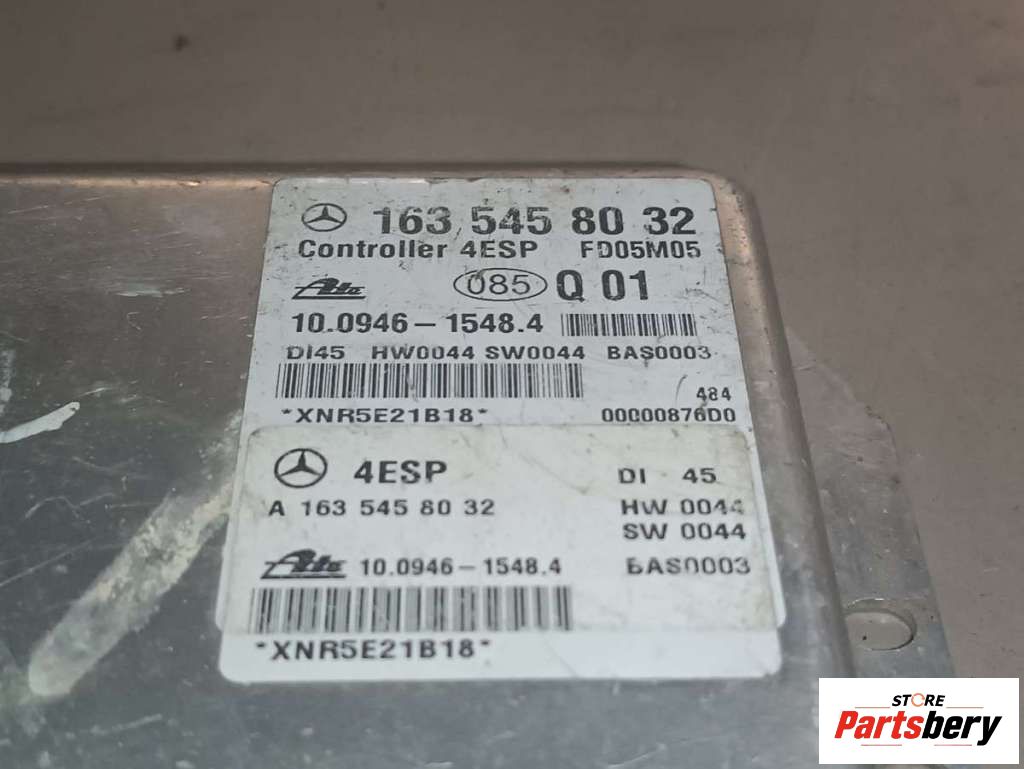 163 545 80 32
Controller 4ESP FD05M05
Ate 085 Q 01
10.0946-1548.4
DI45 HW0044 SW0044 BAS0003
484
*XNR5E21B18* 0000087600
4ESP DI 45
A 163 545 80 32 HW 0044
SW 0044
Ate 10.0946-1548.4 BAS0003
*XNR5E21B18*
STORE
Partsbery